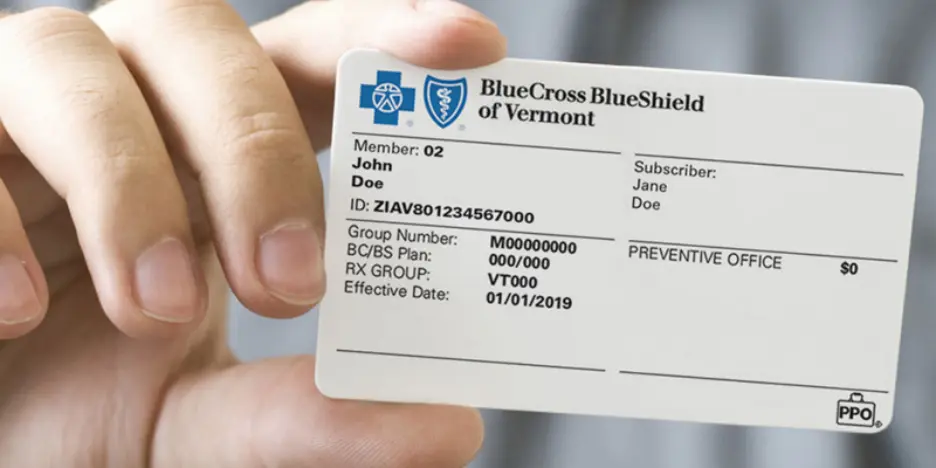 BlueCross BlueShield
of Vermont
Member: 02
John
Doe
ID: ZIAV801234567000
Subscriber:
Jane
Doe
Group Number: M00000000
BC/BS Plan: 000/000
RX GROUP: VT000
Effective Date: 01/01/2019
PREVENTIVE OFFICE $0
PPO